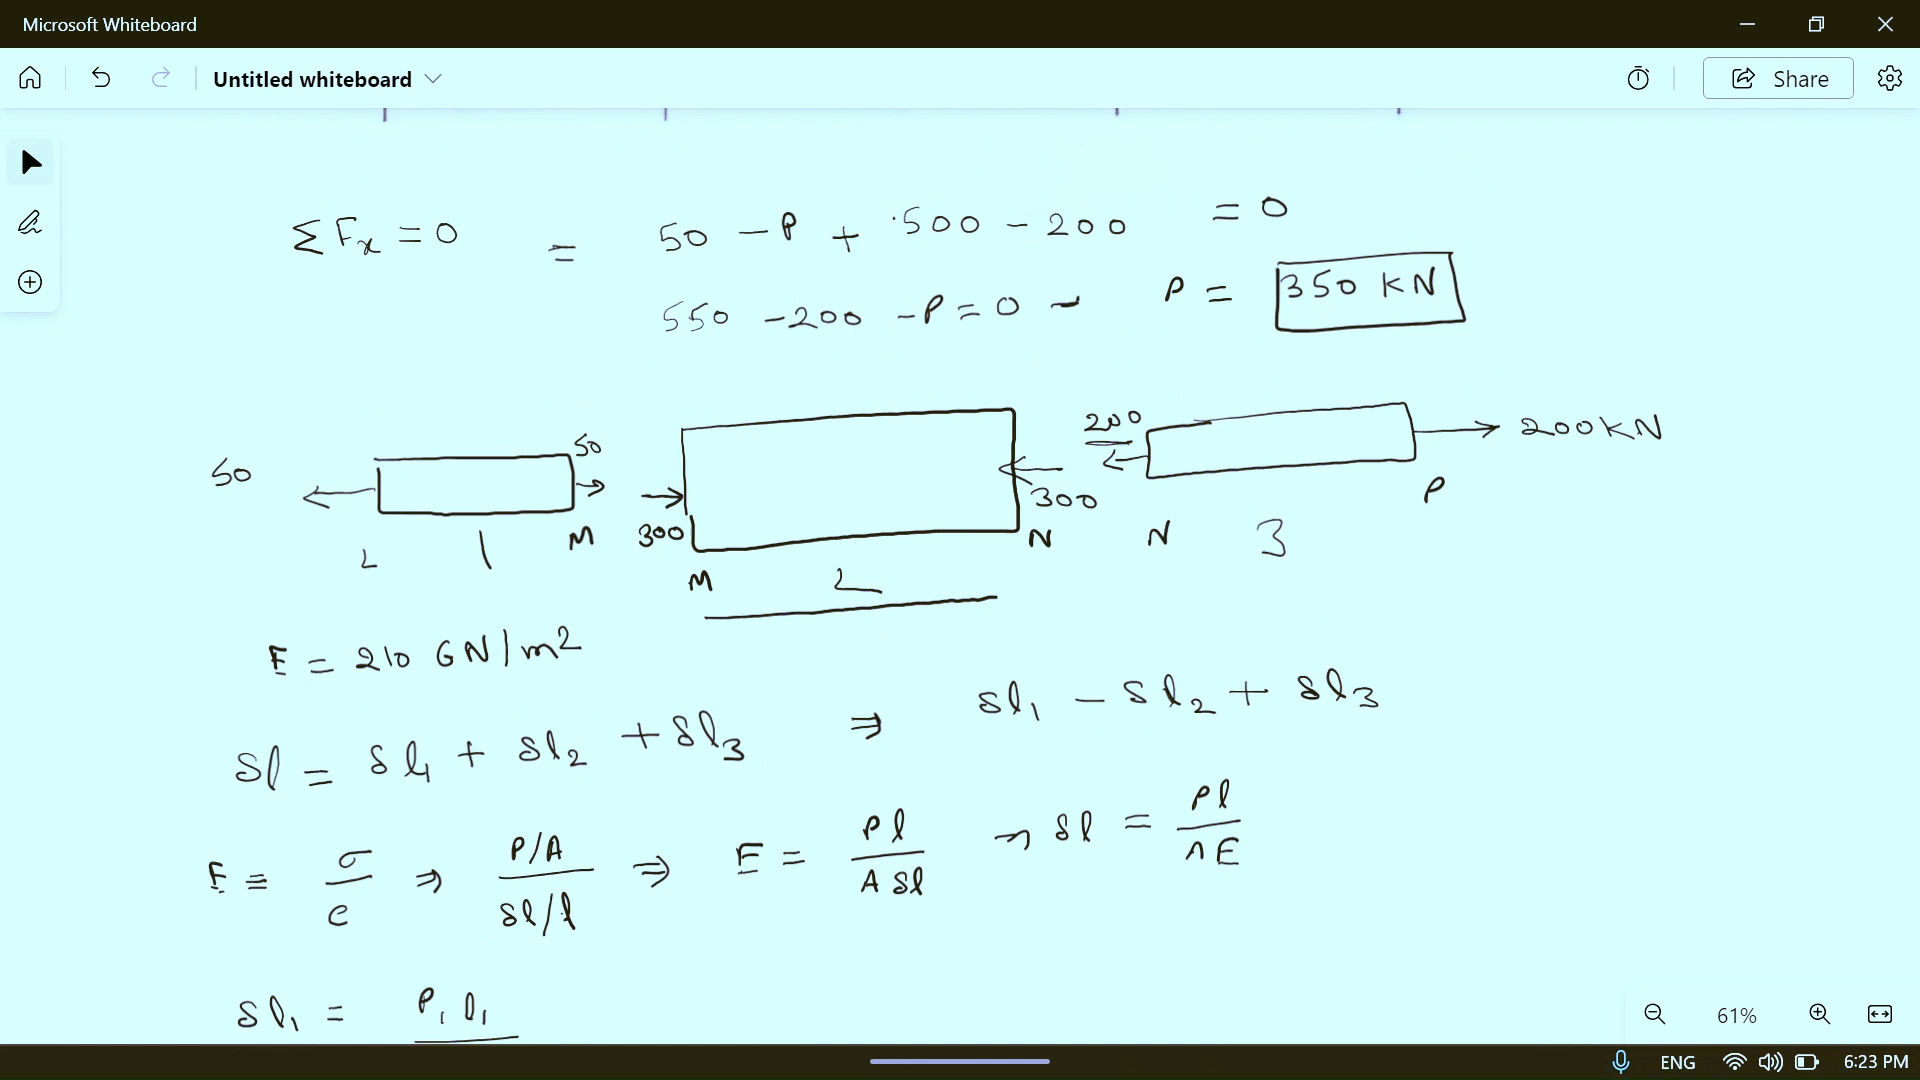 Microsoft Whiteboard
Untitled whiteboard
Share
Σ Fx = 0 = 50 - P + 500 - 200 = 0
550 - 200 - P = 0 - P = 350 KN
50 50 300 300 200 200KN
L 1 M M 2 N N 3 P
E = 210 GN/m2
δl = δl1 + δl2 + δl3 ⇒ δl1 - δl2 + δl3
E = σ/e ⇒ P/A / δl/l ⇒ E = Pl / A δl → δl = Pl / AE
δl1 = P1 l1
61%
ENG 6:23 PM